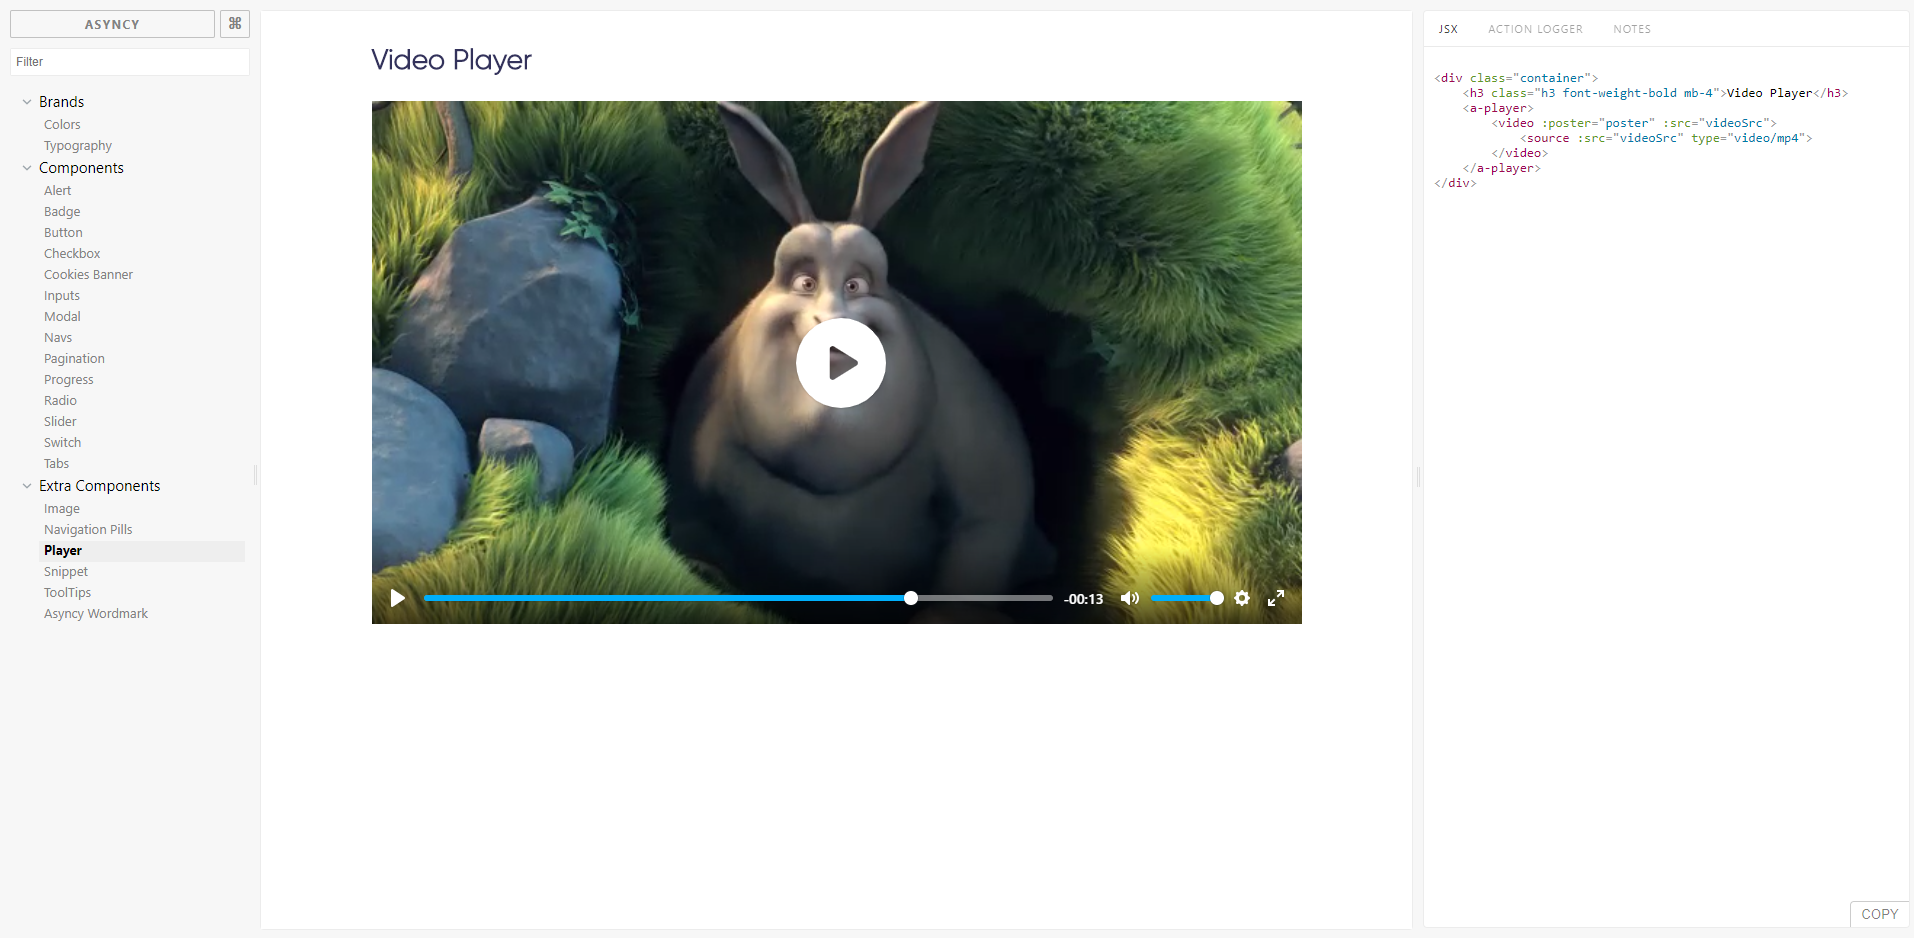 ASYNCY ⌘
Filter
Brands
Colors
Typography
Components
Alert
Badge
Button
Checkbox
Cookies Banner
Inputs
Modal
Navs
Pagination
Progress
Radio
Slider
Switch
Tabs
Extra Components
Image
Navigation Pills
Player
Snippet
ToolTips
Asyncy Wordmark
Video Player
-00:13
JSX ACTION LOGGER NOTES
<div class="container">
    <h3 class="h3 font-weight-bold mb-4">Video Player</h3>
    <a-player>
        <video :poster="poster" :src="videoSrc">
            <source :src="videoSrc" type="video/mp4">
        </video>
    </a-player>
</div>
COPY